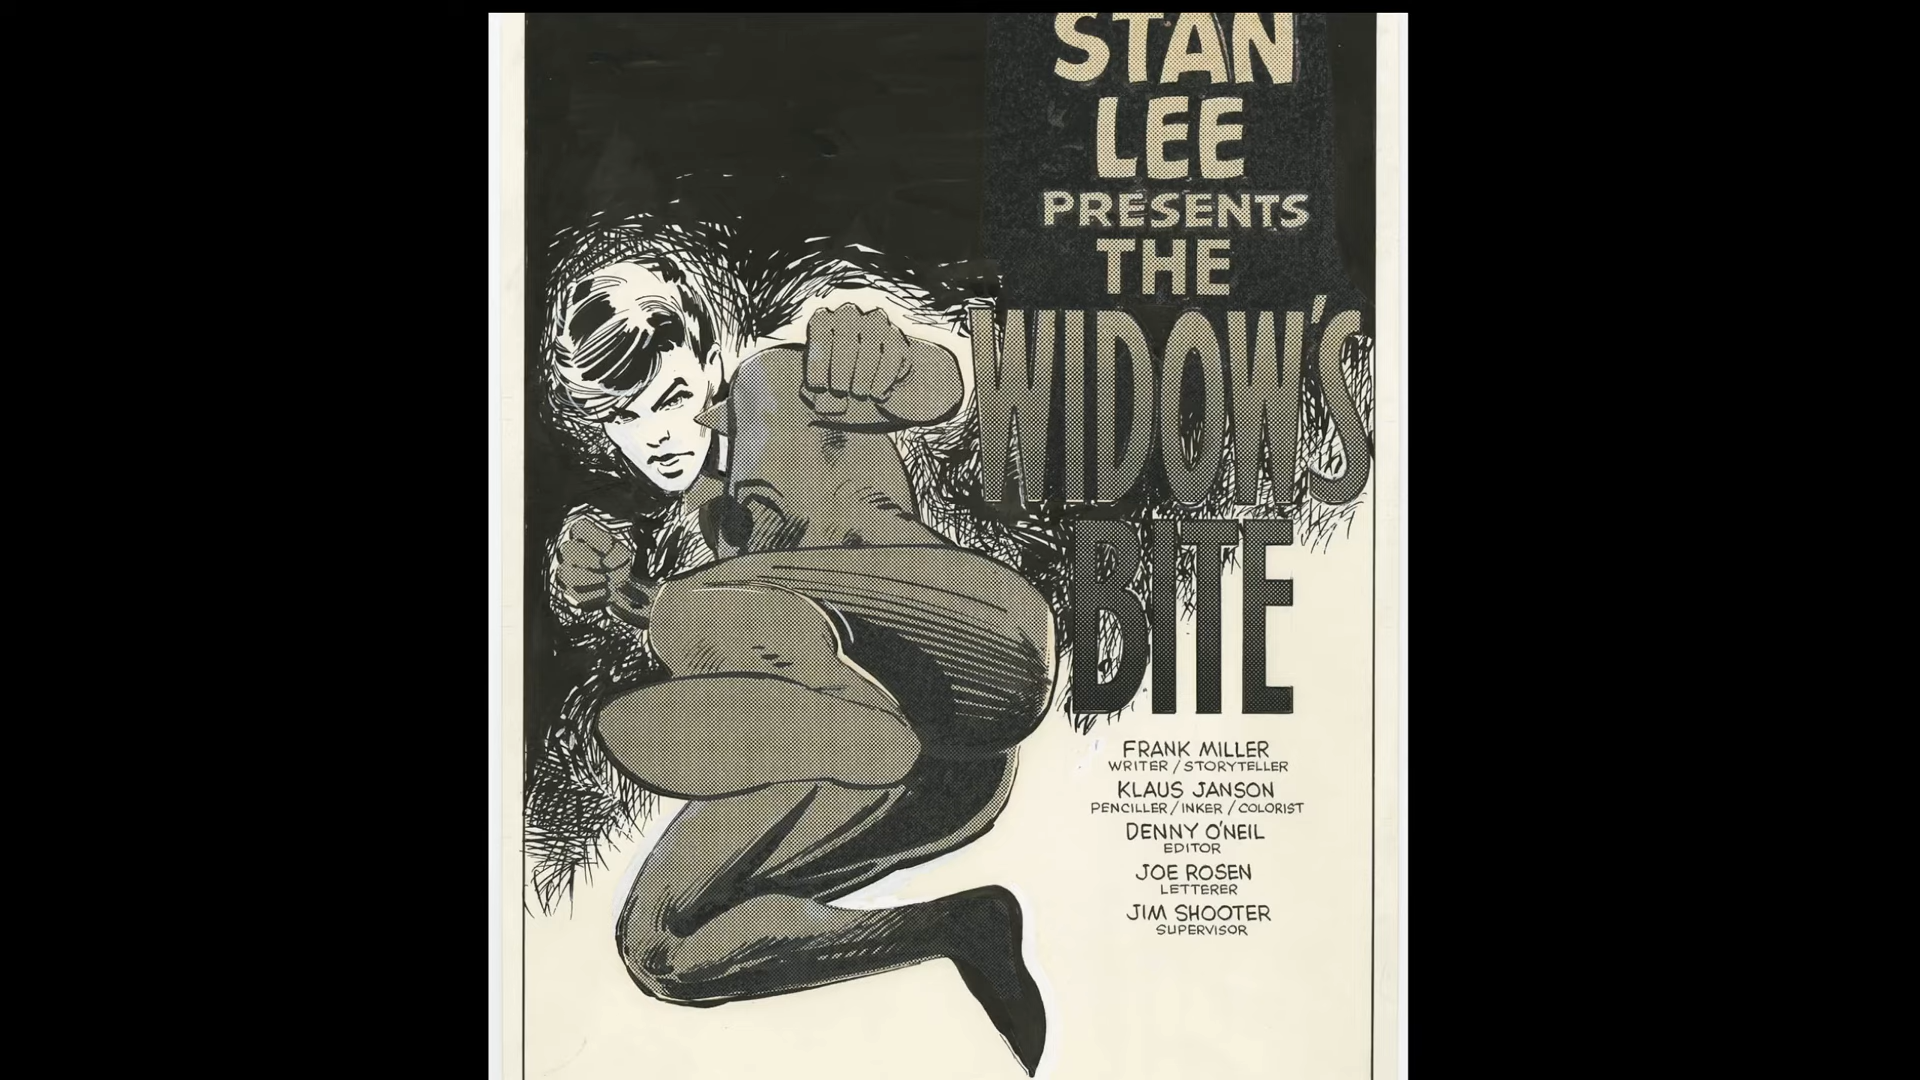 STAN
LEE
PRESENTS
THE
WIDOW'S
BITE
FRANK MILLER
WRITER / STORYTELLER
KLAUS JANSON
PENCILLER / INKER / COLORIST
DENNY O'NEIL
EDITOR
JOE ROSEN
LETTERER
JIM SHOOTER
SUPERVISOR